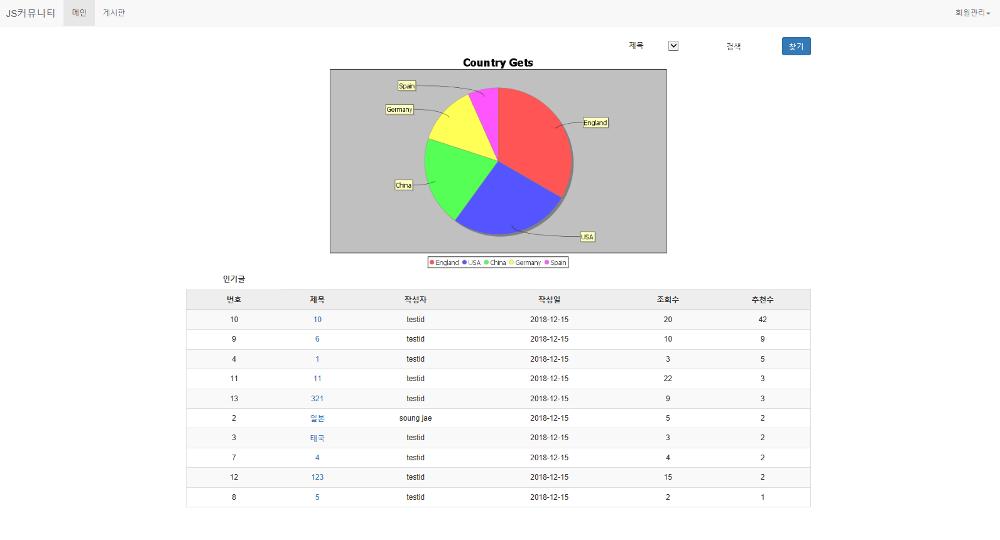 JS커뮤니티 메인 게시판 회원관리
제목 검색 찾기
Country Gets
Spain
Germany
England
China
USA
England USA China Germany Spain
인기글
번호 제목 작성자 작성일 조회수 추천수
10 10 testid 2018-12-15 20 42
9 6 testid 2018-12-15 10 9
4 1 testid 2018-12-15 3 5
11 11 testid 2018-12-15 22 3
13 321 testid 2018-12-15 9 3
2 일본 soung jae 2018-12-15 5 2
3 태국 testid 2018-12-15 3 2
7 4 testid 2018-12-15 4 2
12 123 testid 2018-12-15 15 2
8 5 testid 2018-12-15 2 1